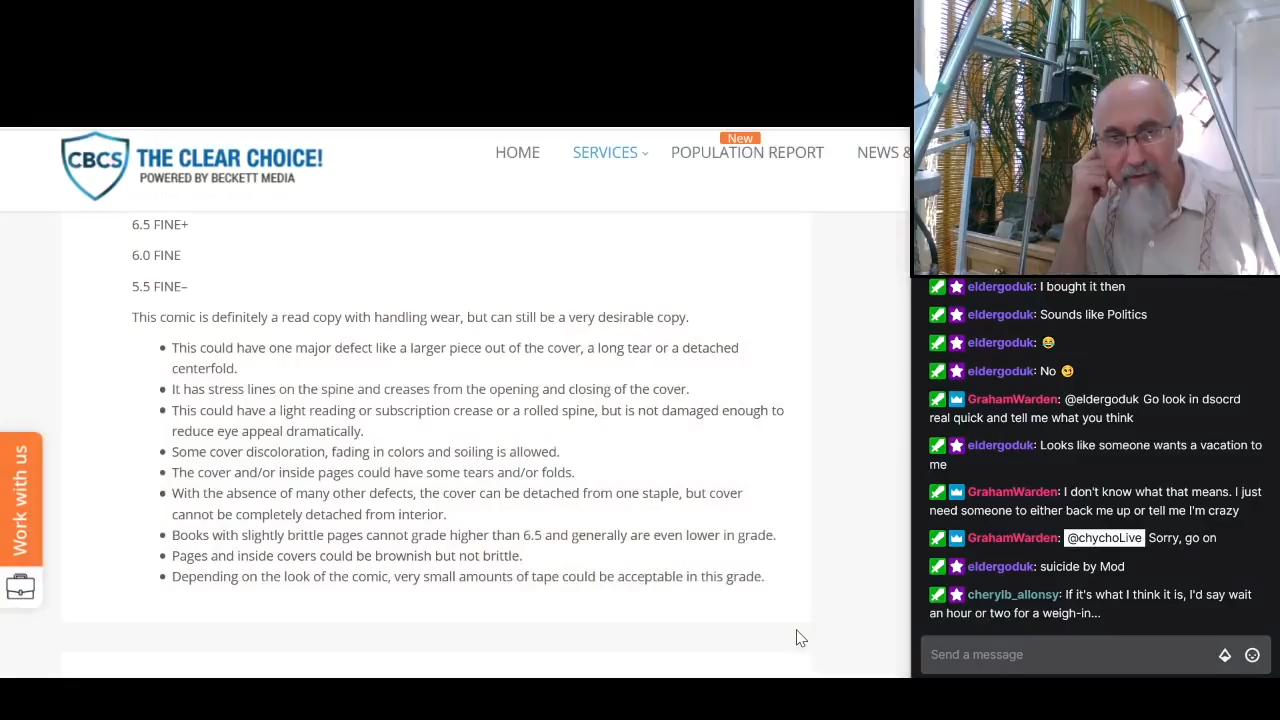 CBCS THE CLEAR CHOICE!
POWERED BY BECKETT MEDIA
New
HOME SERVICES POPULATION REPORT NEWS &
6.5 FINE+
6.0 FINE
5.5 FINE–
This comic is definitely a read copy with handling wear, but can still be a very desirable copy.
This could have one major defect like a larger piece out of the cover, a long tear or a detached
centerfold.
It has stress lines on the spine and creases from the opening and closing of the cover.
This could have a light reading or subscription crease or a rolled spine, but is not damaged enough to
reduce eye appeal dramatically.
Some cover discoloration, fading in colors and soiling is allowed.
The cover and/or inside pages could have some tears and/or folds.
With the absence of many other defects, the cover can be detached from one staple, but cover
cannot be completely detached from interior.
Books with slightly brittle pages cannot grade higher than 6.5 and generally are even lower in grade.
Pages and inside covers could be brownish but not brittle.
Depending on the look of the comic, very small amounts of tape could be acceptable in this grade.
Work with us
eldergoduk: I bought it then
eldergoduk: Sounds like Politics
eldergoduk: 😂
eldergoduk: No 😏
GrahamWarden: @eldergoduk Go look in dsocrd
real quick and tell me what you think
eldergoduk: Looks like someone wants a vacation to
me
GrahamWarden: I don't know what that means. I just
need someone to either back me up or tell me I'm crazy
GrahamWarden: @chychoLive Sorry, go on
eldergoduk: suicide by Mod
cherylb_allonsy: If it's what I think it is, I'd say wait
an hour or two for a weigh-in...
Send a message